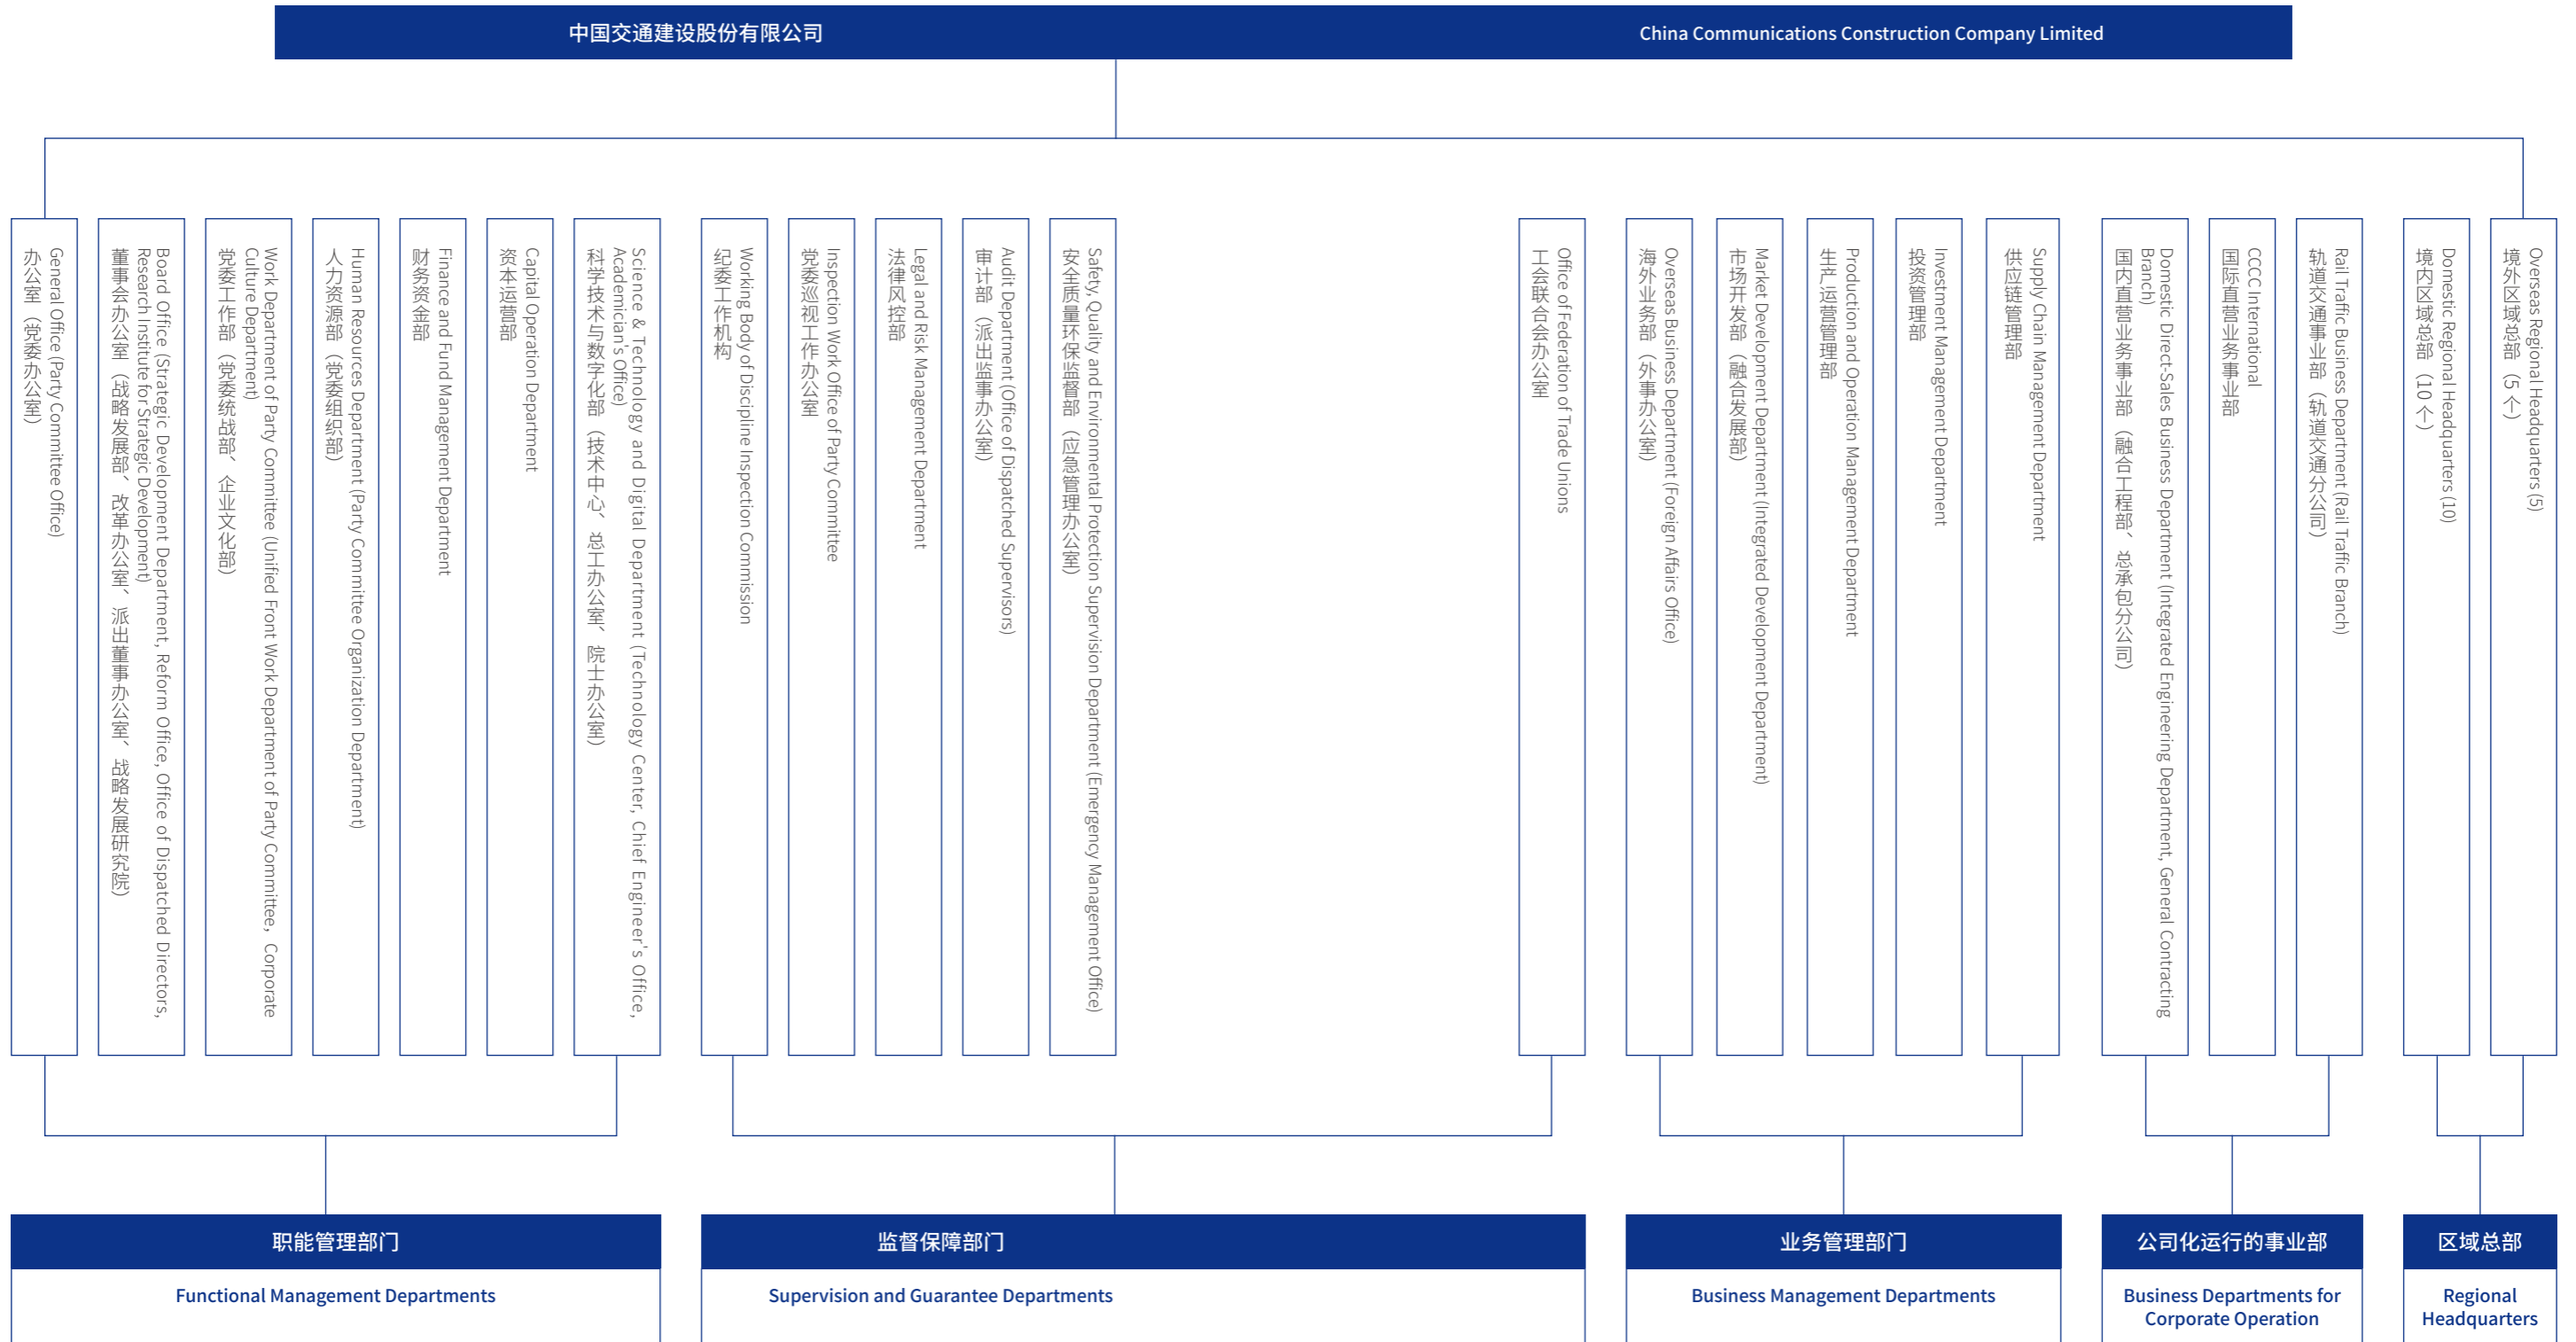 中国交通建设股份有限公司
China Communications Construction Company Limited
General Office (Party Committee Office)
办公室（党委办公室）
Board Office (Strategic Development Department, Reform Office, Office of Dispatched Directors,
Research Institute for Strategic Development)
董事会办公室（战略发展部、改革办公室、派出董事办公室、战略发展研究院）
Work Department of Party Committee (Unified Front Work Department of Party Committee, Corporate
Culture Department)
党委工作部（党委统战部、企业文化部）
Human Resources Department (Party Committee Organization Department)
人力资源部（党委组织部）
Finance and Fund Management Department
财务资金部
Capital Operation Department
资本运营部
Science & Technology and Digital Department (Technology Center, Chief Engineer's Office,
Academician's Office)
科学技术与数字化部（技术中心、总工办公室、院士办公室）
Working Body of Discipline Inspection Commission
纪委工作机构
Inspection Work Office of Party Committee
党委巡视工作办公室
Legal and Risk Management Department
法律风控部
Audit Department (Office of Dispatched Supervisors)
审计部（派出监事办公室）
Safety, Quality and Environmental Protection Supervision Department (Emergency Management Office)
安全质量环保监督部（应急管理办公室）
Office of Federation of Trade Unions
工会联合会办公室
Overseas Business Department (Foreign Affairs Office)
海外业务部（外事办公室）
Market Development Department (Integrated Development Department)
市场开发部（融合发展部）
Production and Operation Management Department
生产运营管理部
Investment Management Department
投资管理部
Supply Chain Management Department
供应链管理部
Domestic Direct-Sales Business Department (Integrated Engineering Department, General Contracting
Branch)
国内直营业务事业部（融合工程部、总承包分公司）
CCCC International
国际直营业务事业部
Rail Traffic Business Department (Rail Traffic Branch)
轨道交通事业部（轨道交通分公司）
Domestic Regional Headquarters (10)
境内区域总部（10 个）
Overseas Regional Headquarters (5)
境外区域总部（5 个）
职能管理部门
Functional Management Departments
监督保障部门
Supervision and Guarantee Departments
业务管理部门
Business Management Departments
公司化运行的事业部
Business Departments for
Corporate Operation
区域总部
Regional
Headquarters